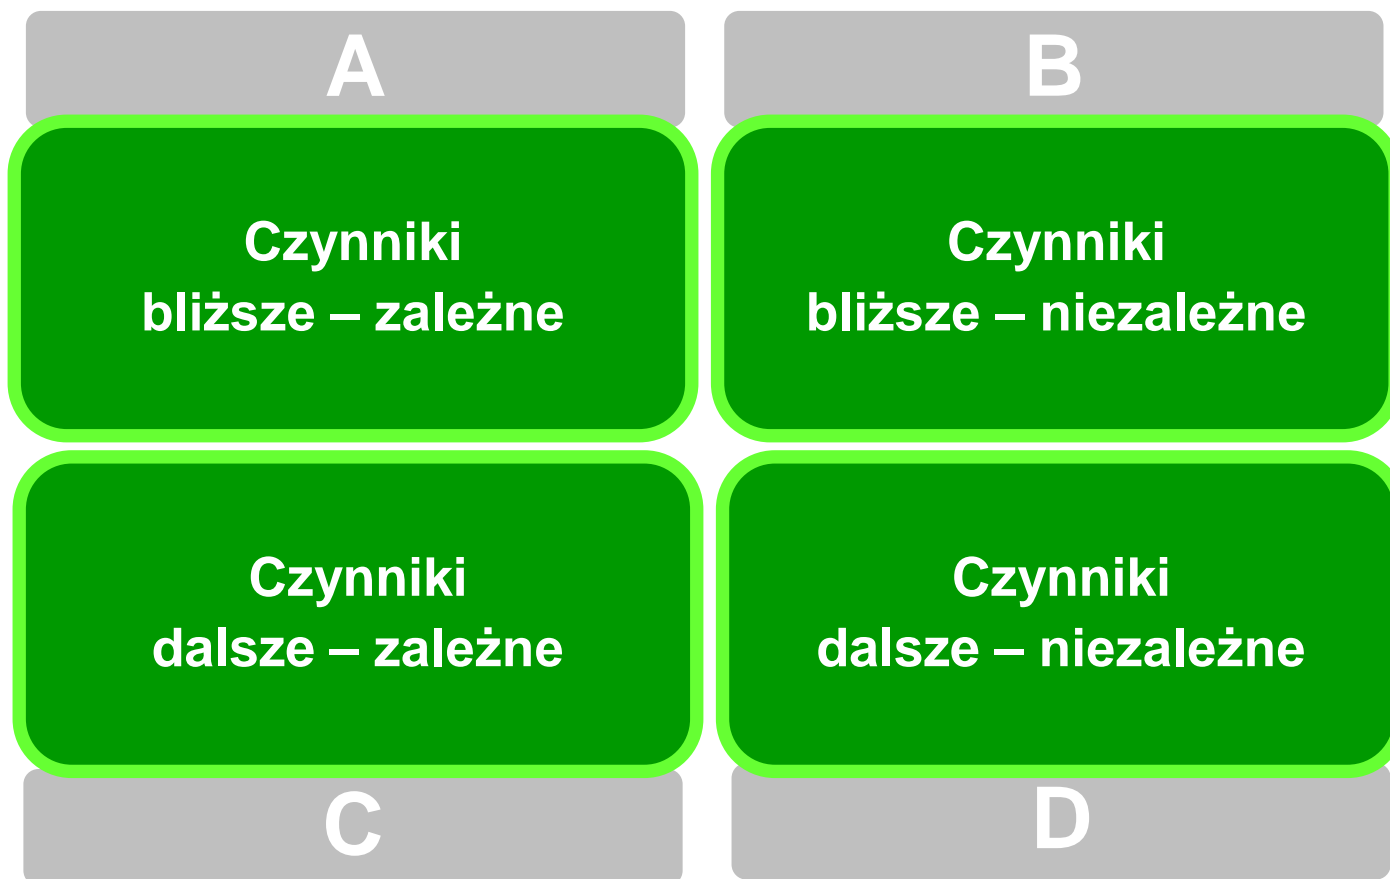 A
B
Czynniki
bliższe – zależne
Czynniki
bliższe – niezależne
Czynniki
dalsze – zależne
Czynniki
dalsze – niezależne
C
D